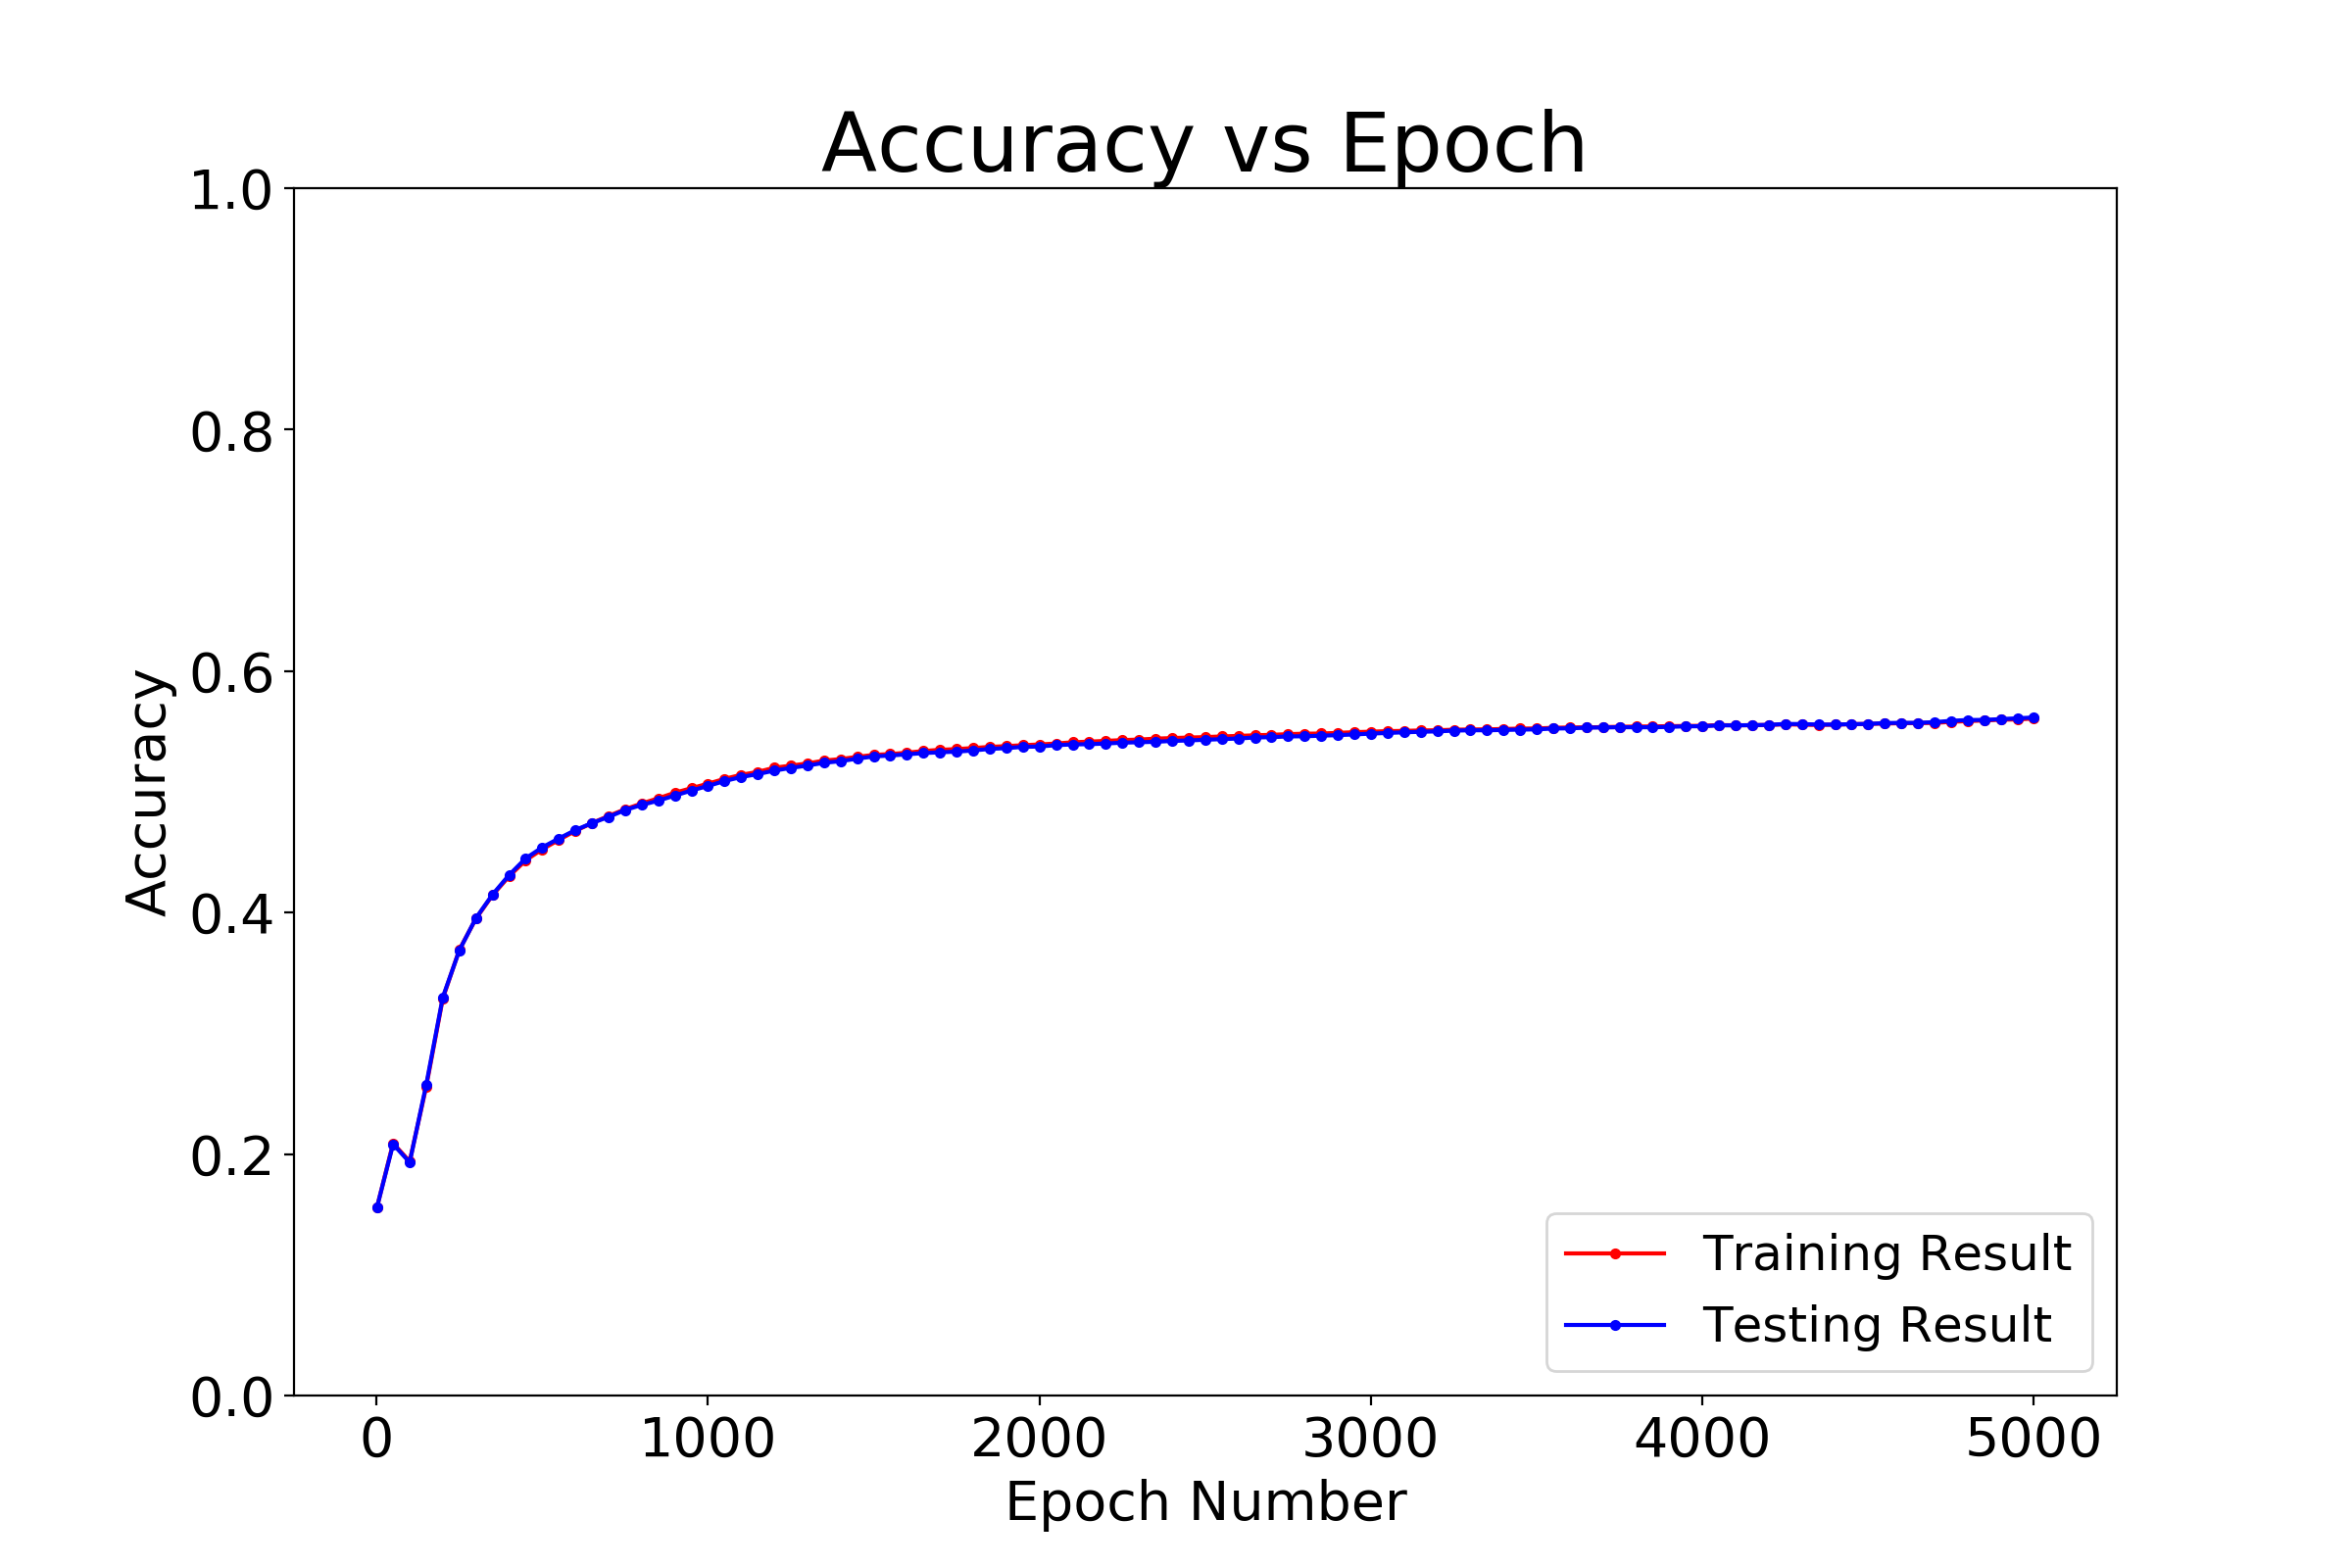 Accuracy vs Epoch
1.0
0.8
0.6
0.4
0.2
0.0
Accuracy
0 1000 2000 3000 4000 5000
Epoch Number
Training Result
Testing Result